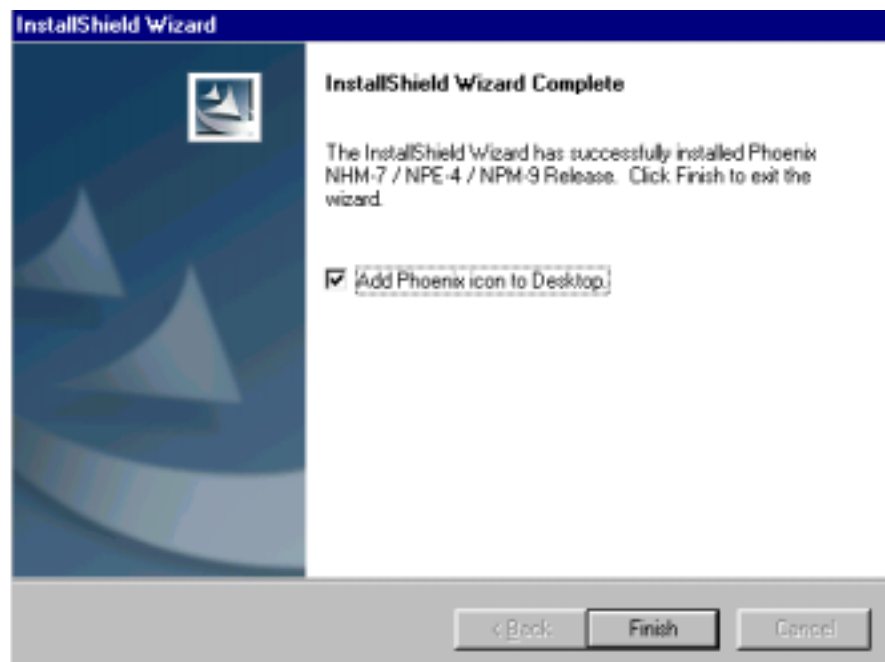 InstallShield Wizard
InstallShield Wizard Complete
The InstallShield Wizard has successfully installed Phoenix
NHM-7 / NPE-4 / NPM-9 Release. Click Finish to exit the
wizard.
Add Phoenix icon to Desktop.
< Back Finish Cancel